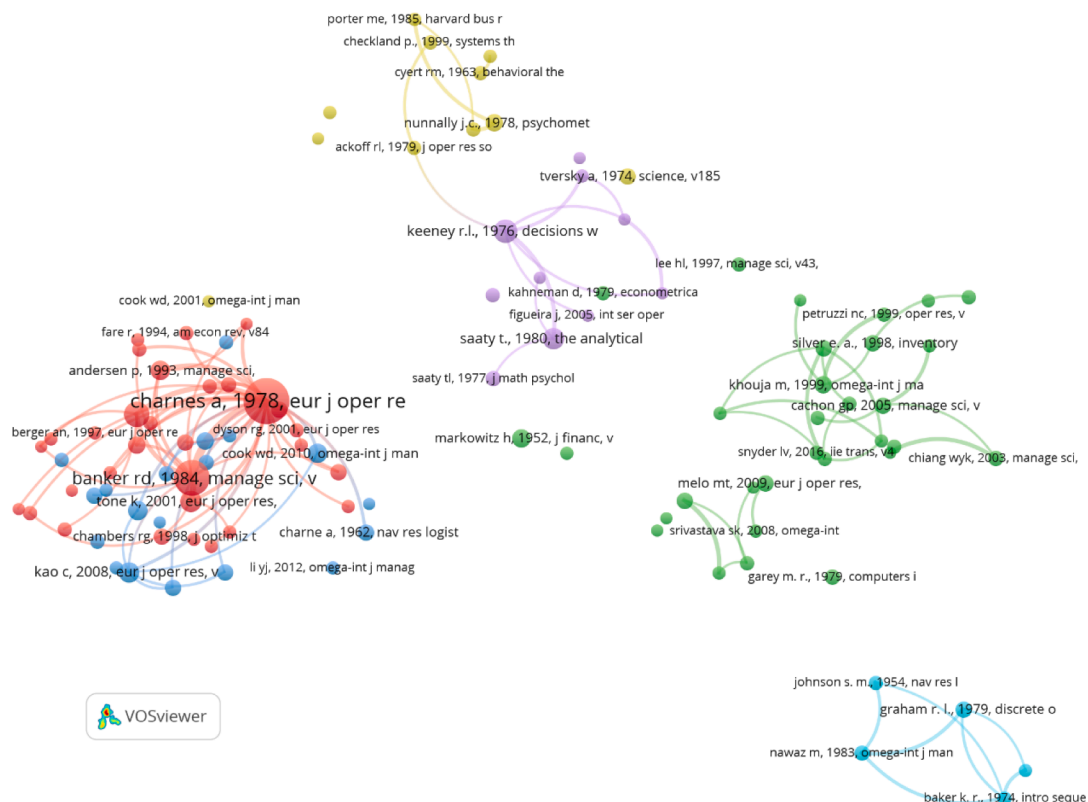 porter me, 1985, harvard bus r
checkland p., 1999, systems th
cyert rm, 1963, behavioral the
nunnally j.c., 1978, psychomet
ackoff rl, 1979, j oper res so
tversky a, 1974, science, v185
keeney r.l., 1976, decisions w
lee hl, 1997, manage sci, v43,
kahneman d, 1979, econometrica
cook wd, 2001, omega-int j man
figueira j, 2005, int ser oper
petruzzi nc, 1999, oper res, v
fare r, 1994, am econ rev, v84
saaty t., 1980, the analytical
silver e. a., 1998, inventory
andersen p, 1993, manage sci,
saaty tl, 1977, j math psychol
khouja m, 1999, omega-int j ma
charnes a, 1978, eur j oper re
cachon gp, 2005, manage sci, v
berger an, 1997, eur j oper re
dyson rg, 2001, eur j oper res
markowitz h, 1952, j financ, v
cook wd, 2010, omega-int j man
snyder lv, 2016, iie trans, v4
chiang wyk, 2003, manage sci,
banker rd, 1984, manage sci, v
melo mt, 2009, eur j oper res,
tone k, 2001, eur j oper res,
chambers rg, 1998, j optimiz t
charne a, 1962, nav res logist
srivastava sk, 2008, omega-int
kao c, 2008, eur j oper res, v
li yj, 2012, omega-int j manag
garey m. r., 1979, computers i
johnson s. m., 1954, nav res l
graham r. l., 1979, discrete o
VOSviewer
nawaz m, 1983, omega-int j man
baker k. r., 1974, intro seque